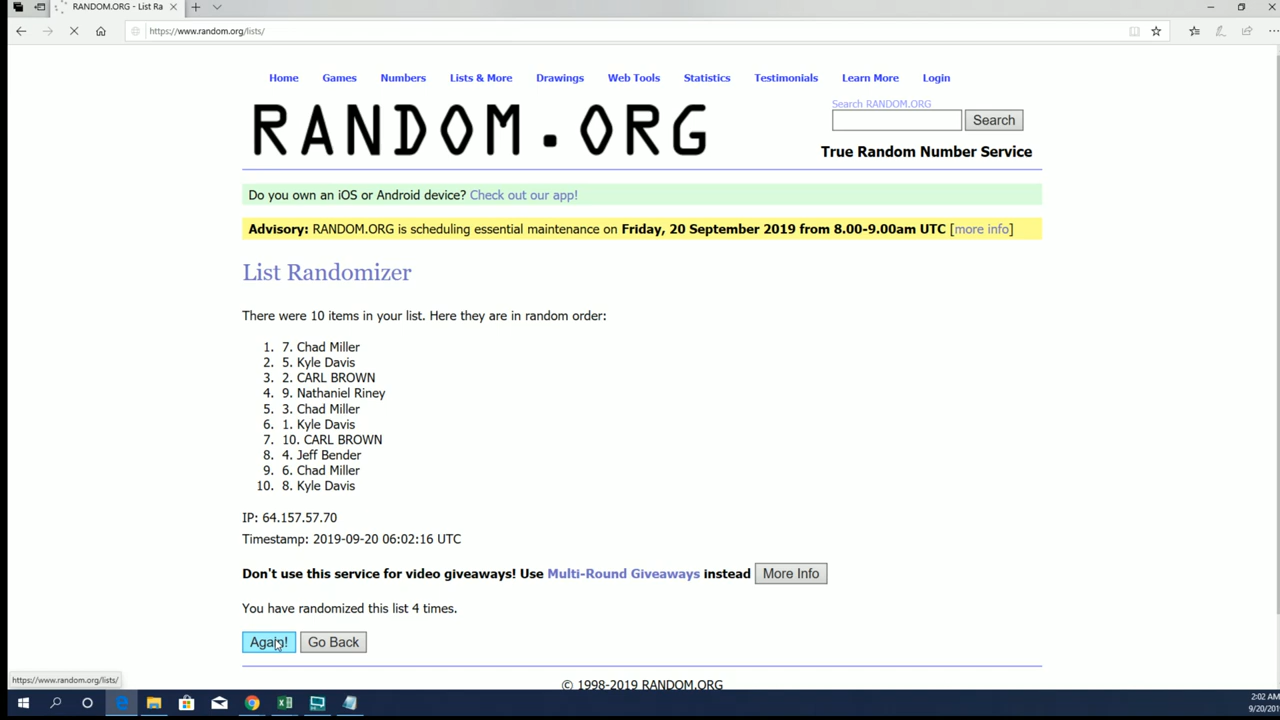 RANDOM.ORG - List Ra
https://www.random.org/lists/
Home Games Numbers Lists & More Drawings Web Tools Statistics Testimonials Learn More Login
RANDOM.ORG
Search RANDOM.ORG
Search
True Random Number Service
Do you own an iOS or Android device? Check out our app!
Advisory: RANDOM.ORG is scheduling essential maintenance on Friday, 20 September 2019 from 8.00-9.00am UTC [more info]
List Randomizer
There were 10 items in your list. Here they are in random order:
1. 7. Chad Miller
2. 5. Kyle Davis
3. 2. CARL BROWN
4. 9. Nathaniel Riney
5. 3. Chad Miller
6. 1. Kyle Davis
7. 10. CARL BROWN
8. 4. Jeff Bender
9. 6. Chad Miller
10. 8. Kyle Davis
IP: 64.157.57.70
Timestamp: 2019-09-20 06:02:16 UTC
Don't use this service for video giveaways! Use Multi-Round Giveaways instead More Info
You have randomized this list 4 times.
Again! Go Back
https://www.random.org/lists/
© 1998-2019 RANDOM.ORG
2:02 AM
9/20/201